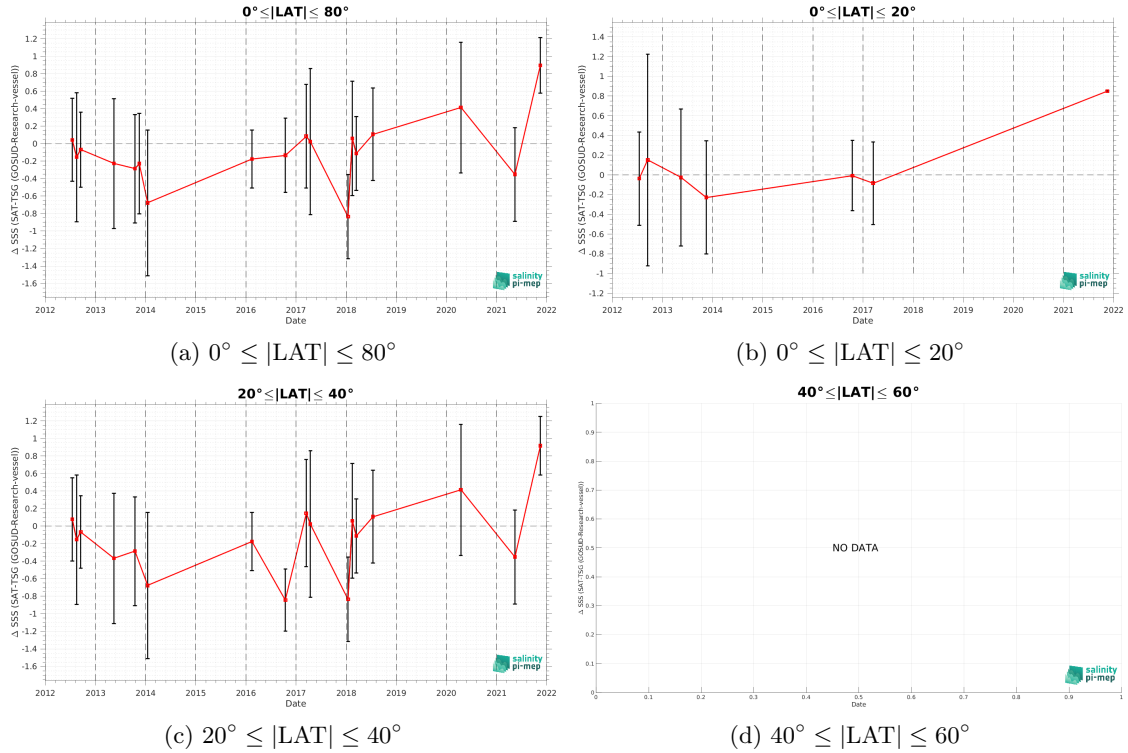 0°≤|LAT|≤ 80°
Δ SSS (SAT-TSG (GOSUD-Research-vessel))
1.2
1
0.8
0.6
0.4
0.2
0
-0.2
-0.4
-0.6
-0.8
-1
-1.2
-1.4
-1.6
2012 2013 2014 2015 2016 2017 2018 2019 2020 2021 2022
Date
salinity
pi-mep
(a) 0° ≤ |LAT| ≤ 80°
0°≤|LAT|≤ 20°
Δ SSS (SAT-TSG (GOSUD-Research-vessel))
1.4
1.2
1
0.8
0.6
0.4
0.2
0
-0.2
-0.4
-0.6
-0.8
-1
-1.2
2012 2013 2014 2015 2016 2017 2018 2019 2020 2021 2022
Date
salinity
pi-mep
(b) 0° ≤ |LAT| ≤ 20°
20°≤|LAT|≤ 40°
Δ SSS (SAT-TSG (GOSUD-Research-vessel))
1.2
1
0.8
0.6
0.4
0.2
0
-0.2
-0.4
-0.6
-0.8
-1
-1.2
-1.4
-1.6
2012 2013 2014 2015 2016 2017 2018 2019 2020 2021 2022
Date
salinity
pi-mep
(c) 20° ≤ |LAT| ≤ 40°
40°≤|LAT|≤ 60°
Δ SSS (SAT-TSG (GOSUD-Research-vessel))
1
0.9
0.8
0.7
0.6
0.5
0.4
0.3
0.2
0.1
0
NO DATA
0 0.1 0.2 0.3 0.4 0.5 0.6 0.7 0.8 0.9 1
Date
salinity
pi-mep
(d) 40° ≤ |LAT| ≤ 60°